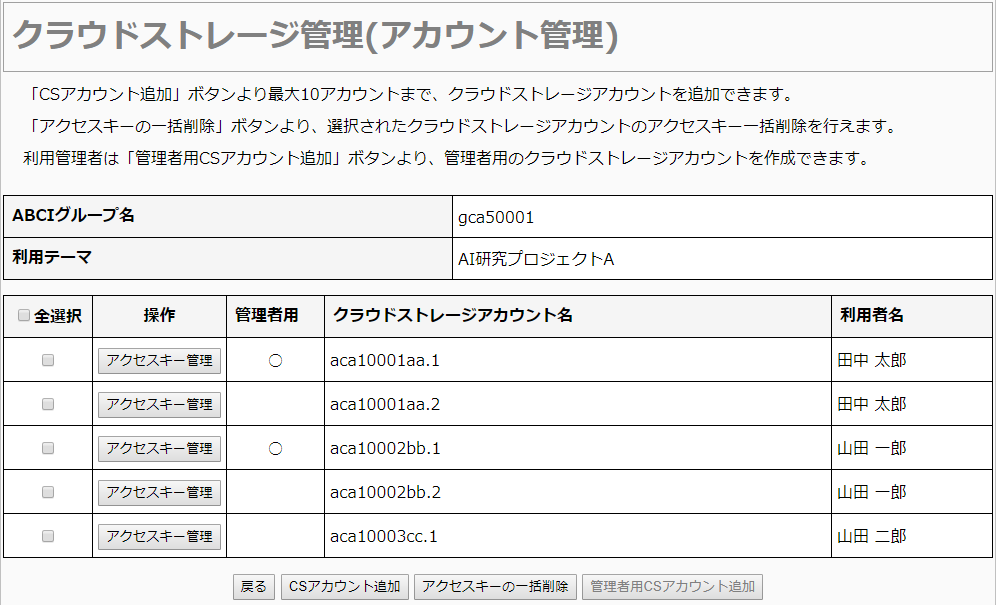 クラウドストレージ管理(アカウント管理)
「CSアカウント追加」ボタンより最大10アカウントまで、クラウドストレージアカウントを追加できます。
「アクセスキーの一括削除」ボタンより、選択されたクラウドストレージアカウントのアクセスキー一括削除を行えます。
利用管理者は「管理者用CSアカウント追加」ボタンより、管理者用のクラウドストレージアカウントを作成できます。
ABCIグループ名 gca50001
利用テーマ AI研究プロジェクトA
全選択 操作 管理者用 クラウドストレージアカウント名 利用者名
アクセスキー管理 ○ aca10001aa.1 田中 太郎
アクセスキー管理 aca10001aa.2 田中 太郎
アクセスキー管理 ○ aca10002bb.1 山田 一郎
アクセスキー管理 aca10002bb.2 山田 一郎
アクセスキー管理 aca10003cc.1 山田 二郎
戻る CSアカウント追加 アクセスキーの一括削除 管理者用CSアカウント追加